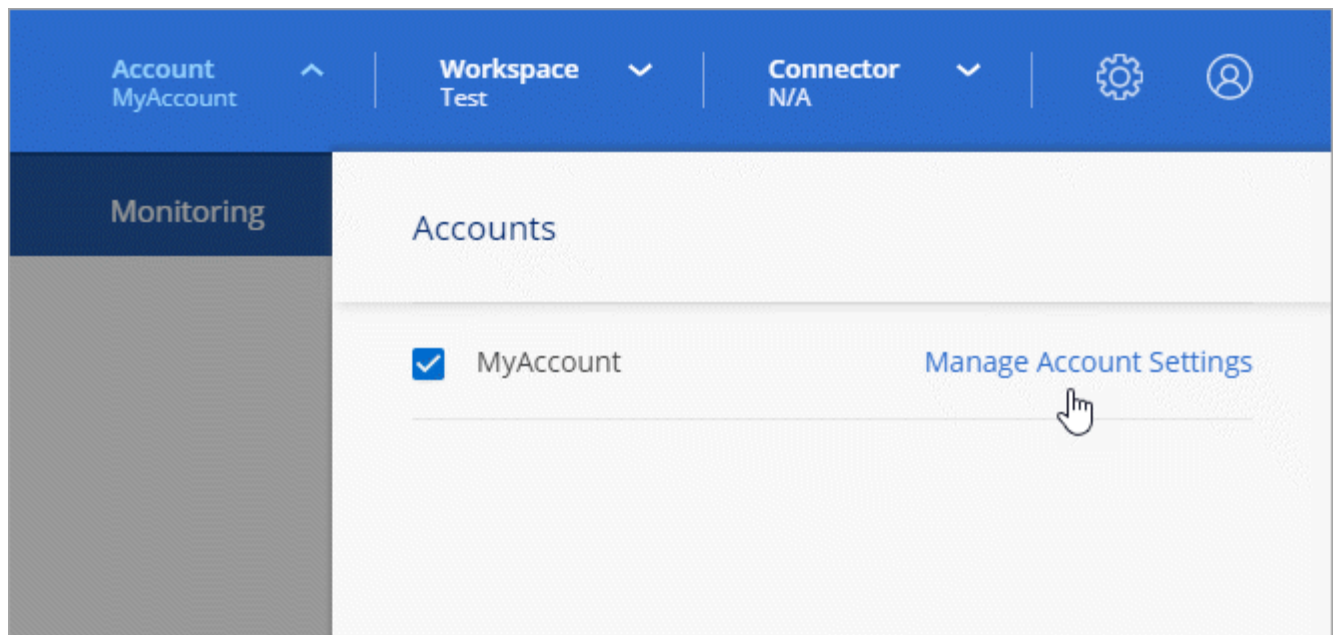 Account
MyAccount
Workspace
Test
Connector
N/A
Monitoring
Accounts
MyAccount
Manage Account Settings